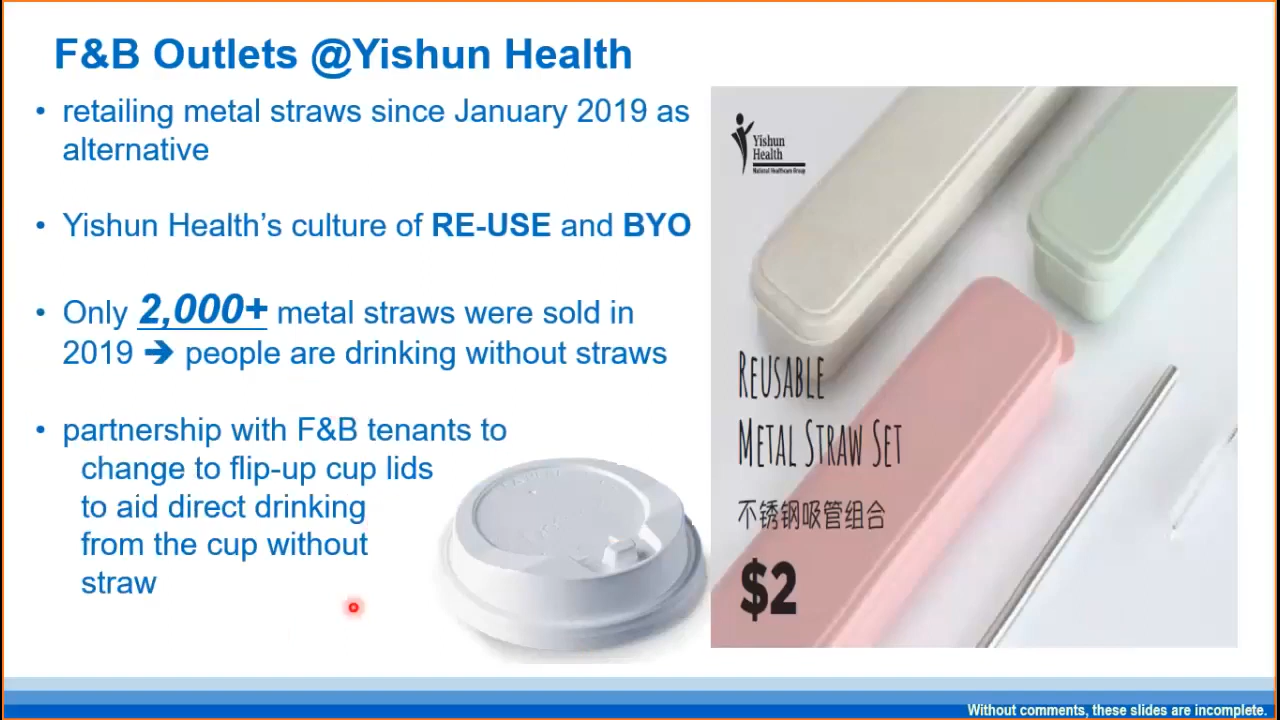 F&B Outlets @Yishun Health
• retailing metal straws since January 2019 as
alternative
• Yishun Health's culture of RE-USE and BYO
• Only 2,000+ metal straws were sold in
2019 ➔ people are drinking without straws
• partnership with F&B tenants to
change to flip-up cup lids
to aid direct drinking
from the cup without
straw
Yishun
Health
National Healthcare Group
REUSABLE
METAL STRAW SET
不锈钢吸管组合
$2
Without comments, these slides are incomplete.